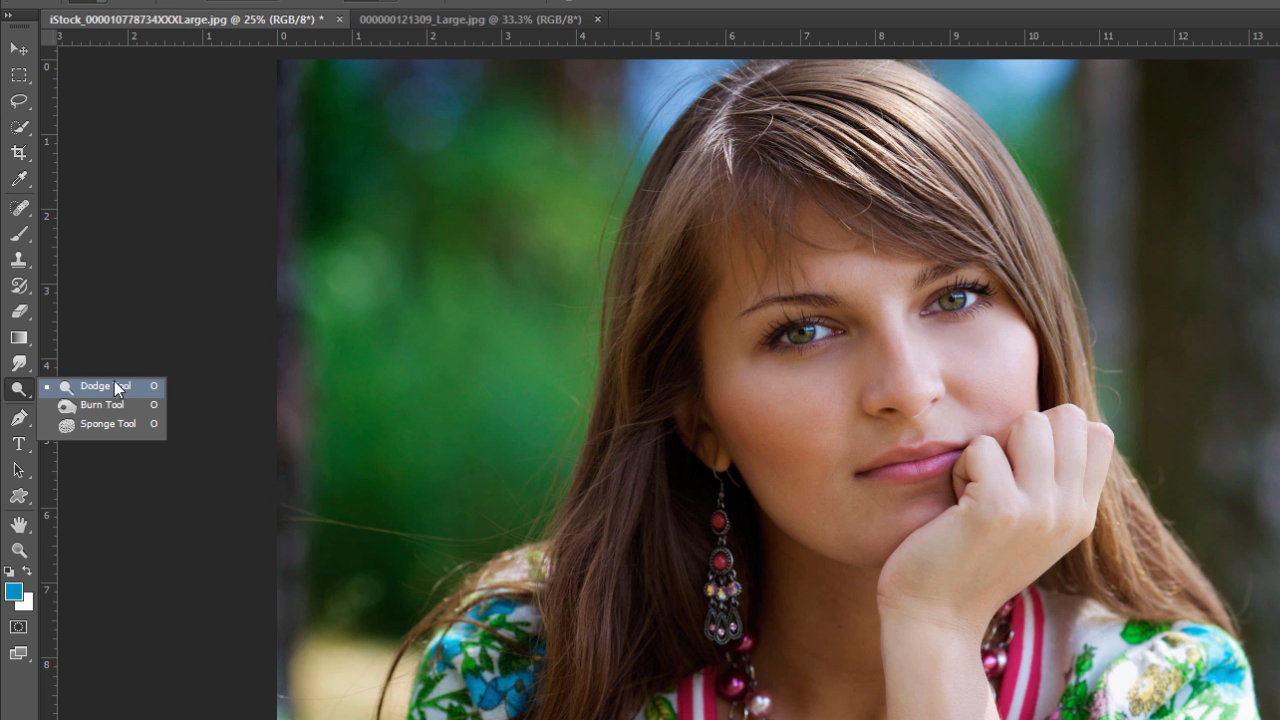 iStock_000010778734XXXLarge.jpg @ 25% (RGB/8*) * × 000000121309_Large.jpg @ 33.3% (RGB/8*) ×
3 2 1 0 1 2 3 4 5 6 7 8 9 10 11 12 13
0
1
2
3
4
Dodge Tool O
Burn Tool O
Sponge Tool O
5
T
6
7
8